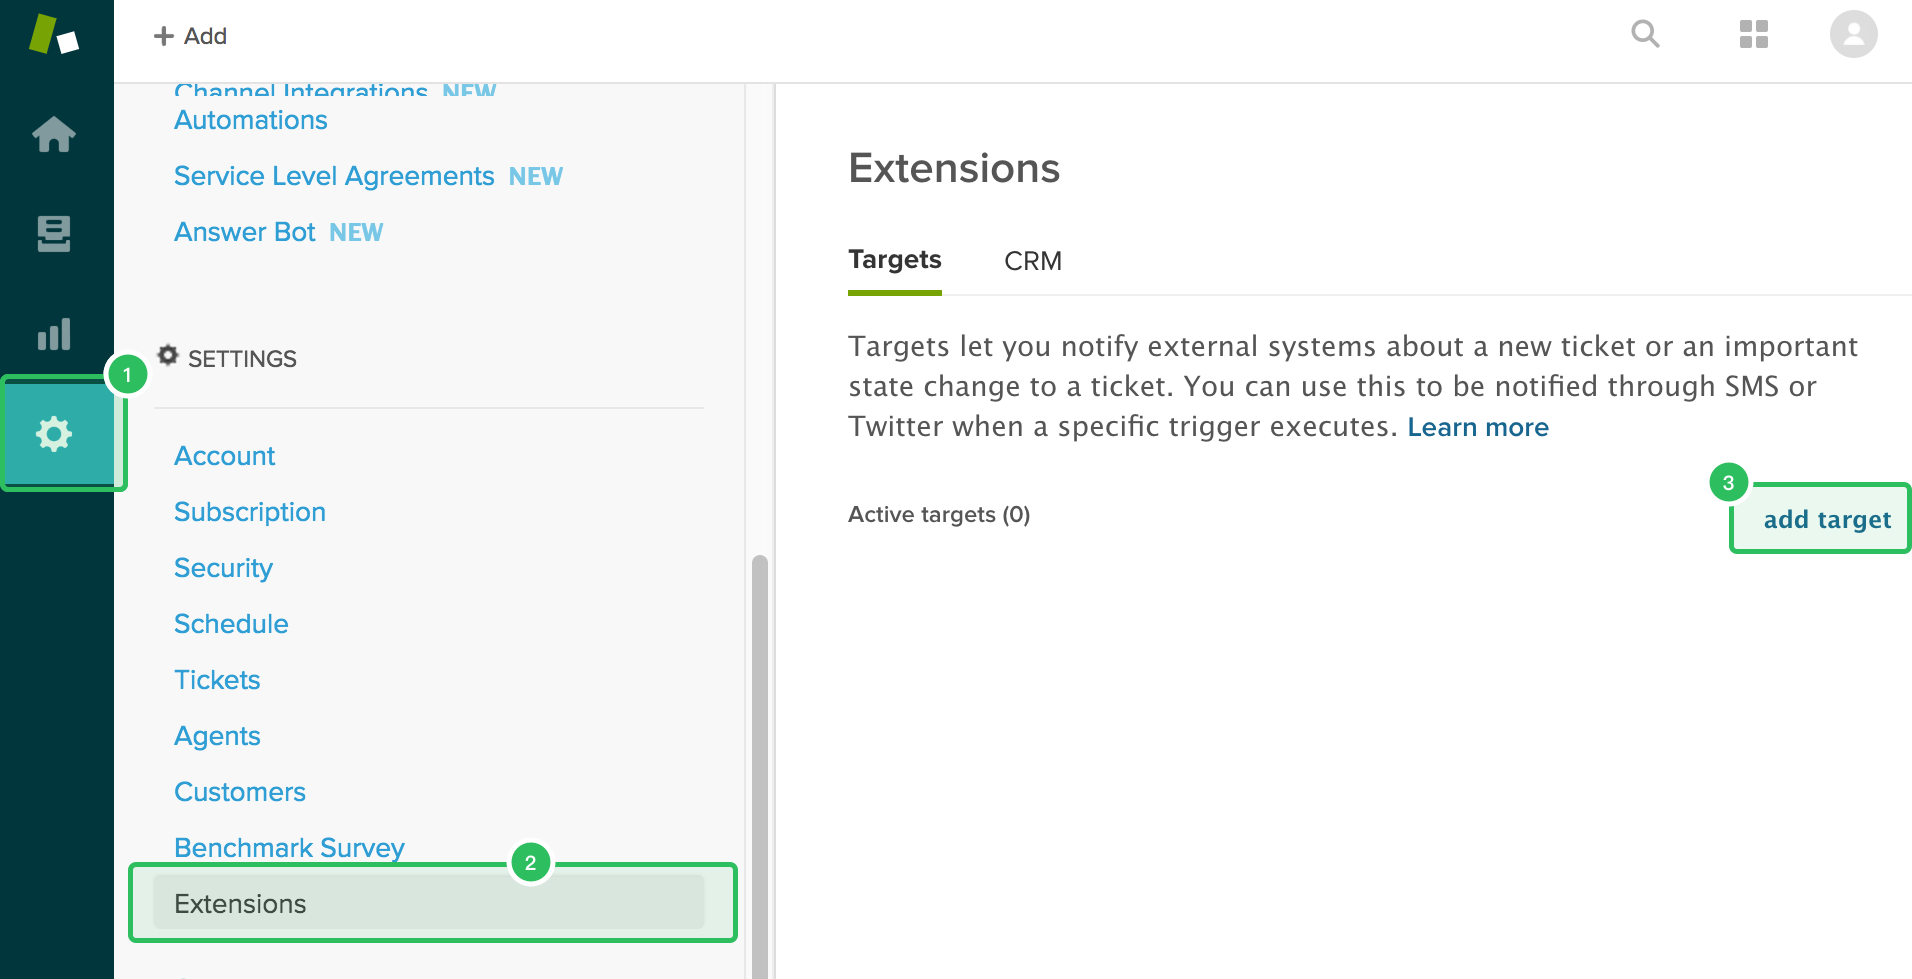 Add
Channel Integrations NEW
Automations
Service Level Agreements NEW
Answer Bot NEW
SETTINGS
1
Account
Subscription
Security
Schedule
Tickets
Agents
Customers
Benchmark Survey
2
Extensions
Extensions
Targets CRM
Targets let you notify external systems about a new ticket or an important
state change to a ticket. You can use this to be notified through SMS or
Twitter when a specific trigger executes. Learn more
3
Active targets (0) add target